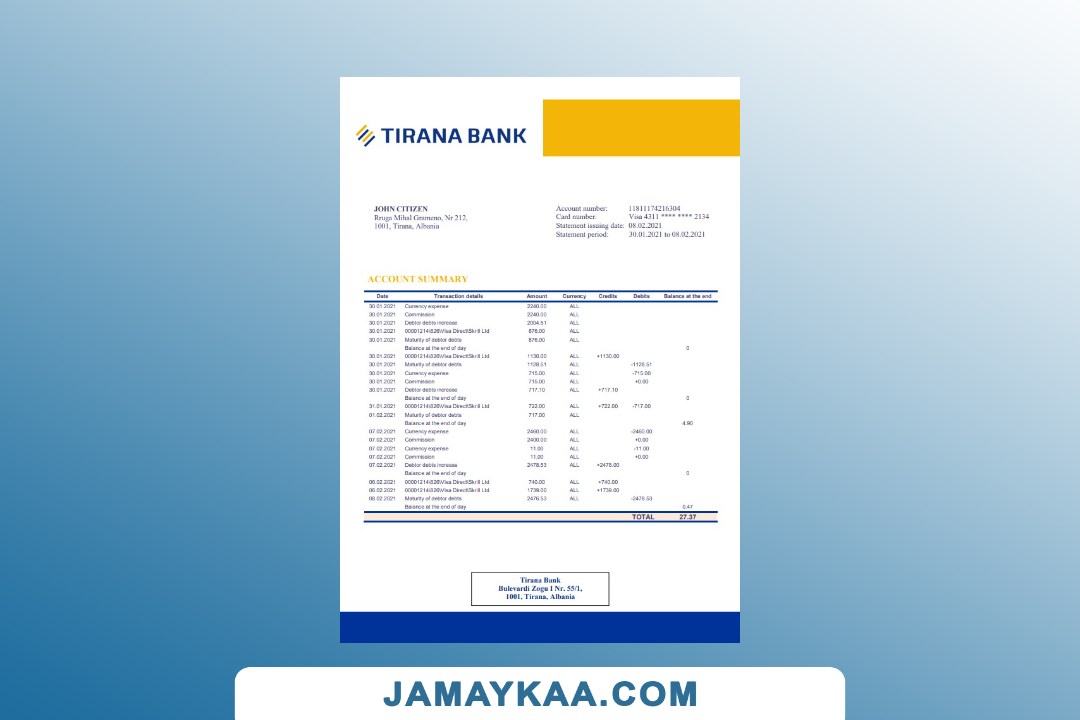 TIRANA BANK
JOHN CITIZEN
Rruga Mihal Grameno, Nr 212,
1001, Tirana, Albania
Account number: 11811174216304
Card number: Visa 4311 **** **** 2134
Statement issuing date: 08.02.2021
Statement period: 30.01.2021 to 08.02.2021
ACCOUNT SUMMARY
Date Transaction details Amount Currency Credits Debits Balance at the end
30.01.2021 Currency expense 2240.00 ALL
30.01.2021 Commission 2240.00 ALL
30.01.2021 Debtor debts increase 2004.51 ALL
30.01.2021 00001214\826\Visa Direct\Skrill Ltd 876.00 ALL
30.01.2021 Maturity of debtor debts 876.00 ALL
Balance at the end of day 0
30.01.2021 00001214\826\Visa Direct\Skrill Ltd 1130.00 ALL +1130.00
30.01.2021 Maturity of debtor debts 1128.51 ALL -1128.51
30.01.2021 Currency expense 715.00 ALL -715.00
30.01.2021 Commission 715.00 ALL +0.00
30.01.2021 Debtor debts increase 717.10 ALL +717.10
Balance at the end of day 0
31.01.2021 00001214\826\Visa Direct\Skrill Ltd 722.00 ALL +722.00 -717.00
01.02.2021 Maturity of debtor debts 717.00 ALL
Balance at the end of day 4.90
07.02.2021 Currency expense 2460.00 ALL -2460.00
07.02.2021 Commission 2400.00 ALL +0.00
07.02.2021 Currency expense 11.00 ALL -11.00
07.02.2021 Commission 11.00 ALL +0.00
07.02.2021 Debtor debts increase 2478.53 ALL +2478.00
Balance at the end of day 0
08.02.2021 00001214\826\Visa Direct\Skrill Ltd 740.00 ALL +740.00
08.02.2021 00001214\826\Visa Direct\Skrill Ltd 1739.00 ALL +1739.00
08.02.2021 Maturity of debtor debts 2476.53 ALL -2476.53
Balance at the end of day 0.47
TOTAL 27.37
Tirana Bank
Bulevardi Zogu I Nr. 55/1,
1001, Tirana, Albania
JAMAYKAA.COM